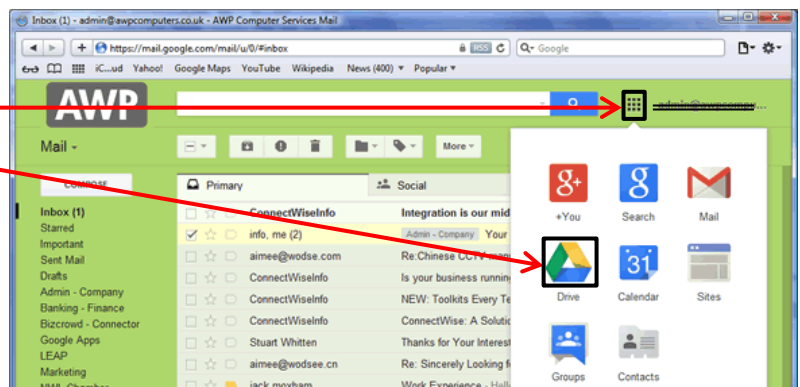 Inbox (1) - admin@awpcomputers.co.uk - AWP Computer Services Mail
https://mail.google.com/mail/u/0/#inbox RSS Google
iC...ud Yahoo! Google Maps YouTube Wikipedia News (400) Popular
AWP
Mail More
COMPOSE Primary Social
Inbox (1) ConnectWiseInfo Integration is our mid
Starred info, me (2) Admin - Company Your
Important
Sent Mail aimee@wodse.com Re:Chinese CCTV
Drafts ConnectWiseInfo Is your business runnin
Admin - Company ConnectWiseInfo NEW: Toolkits Every Te
Banking - Finance
Bizcrowd - Connector ConnectWiseInfo ConnectWise: A Solutic
Google Apps Stuart Whitten Thanks for Your Interest
LEAP
Marketing aimee@wodsee.cn Re: Sincerely Looking f
jack moxham Work Experience
+You Search Mail
31
Drive Calendar Sites
Groups Contacts